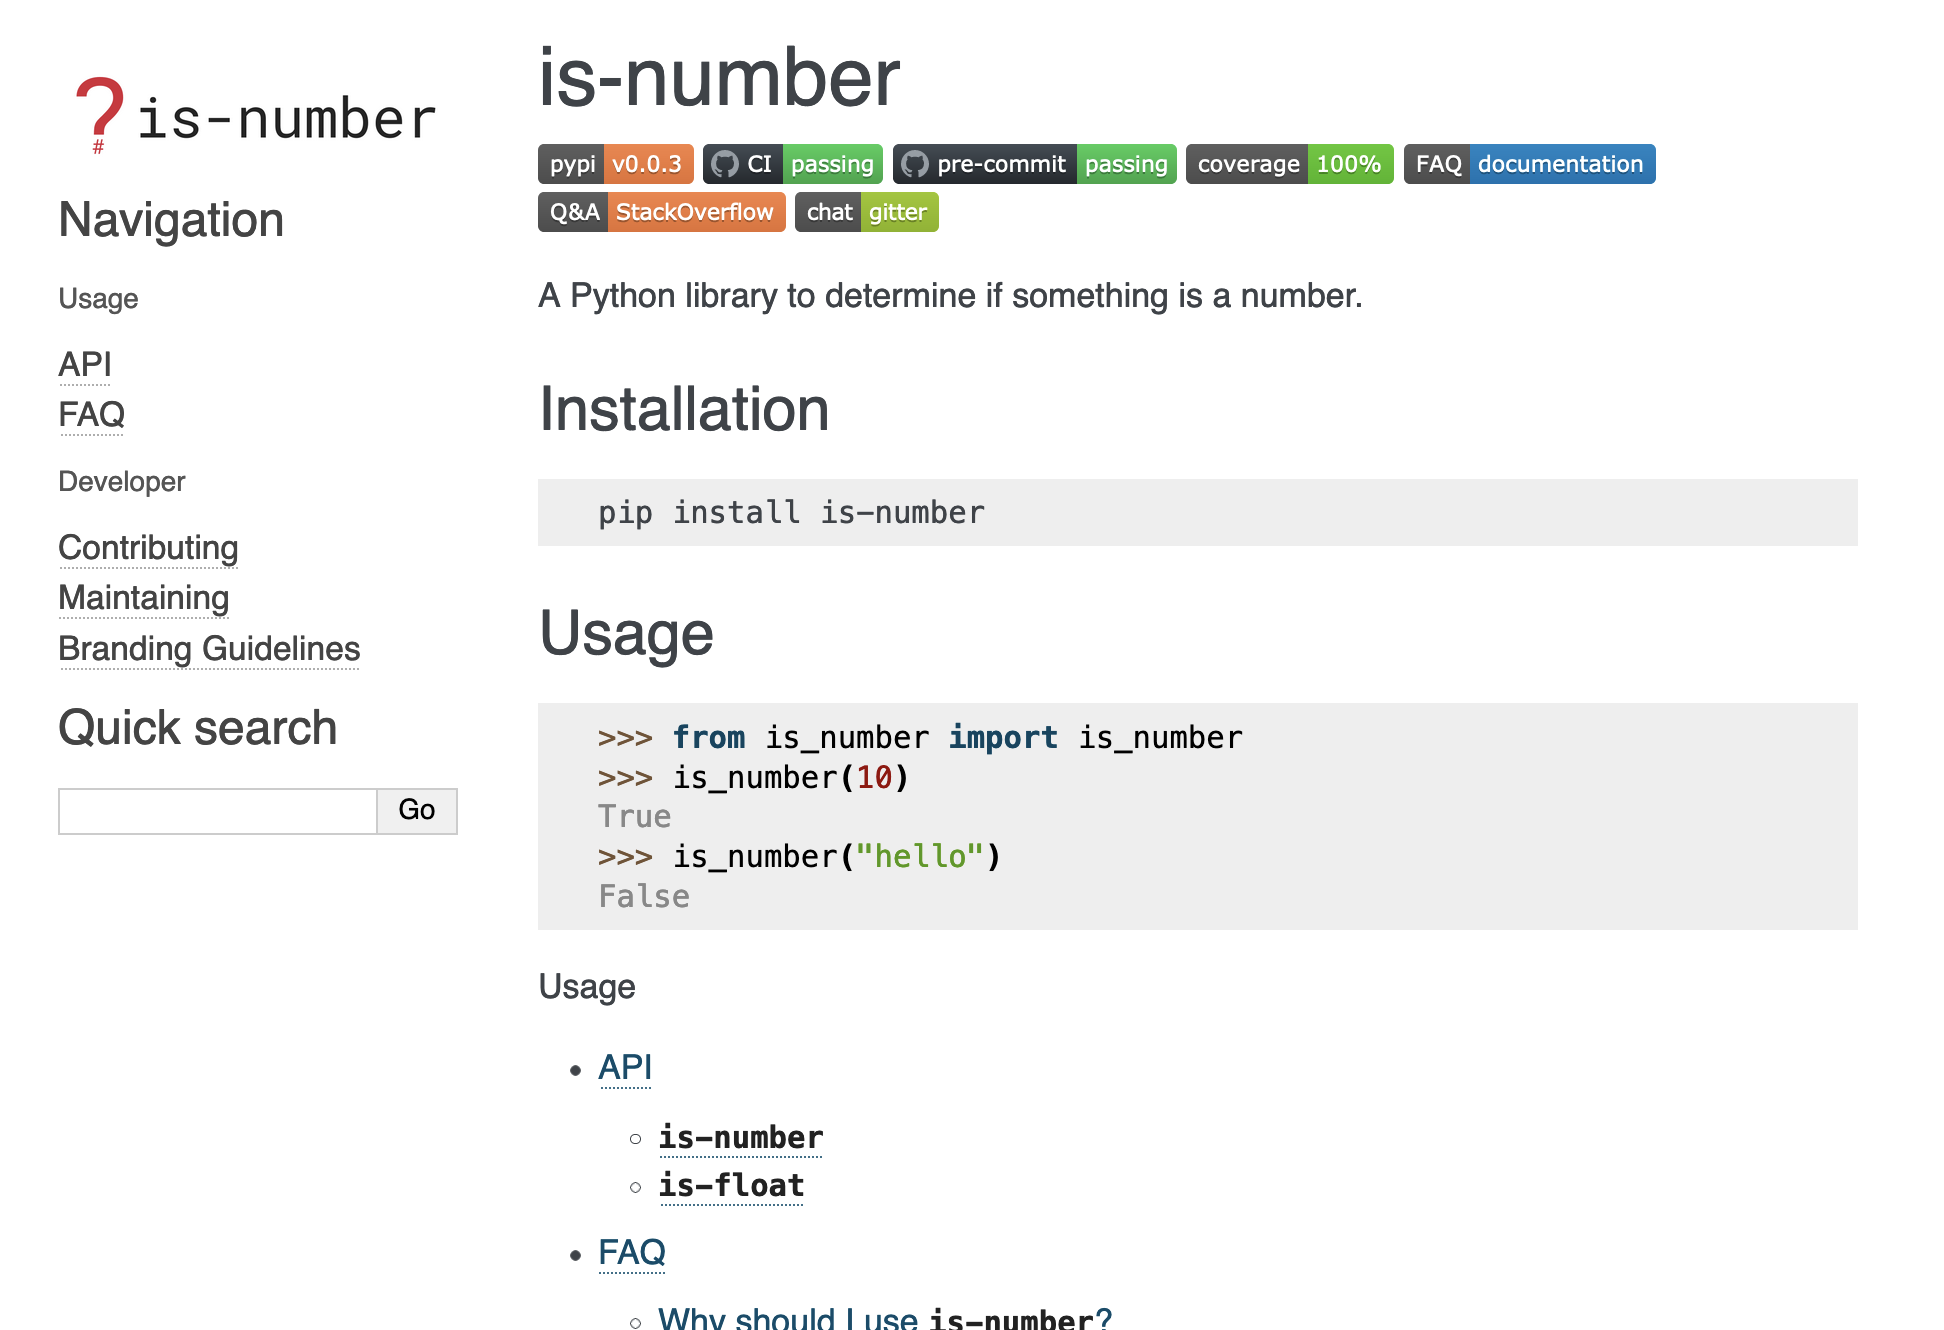 ?
#
is-number
Navigation
Usage
API
FAQ
Developer
Contributing
Maintaining
Branding Guidelines
Quick search
Go
is-number
pypi v0.0.3 CI passing pre-commit passing coverage 100% FAQ documentation
Q&A StackOverflow chat gitter
A Python library to determine if something is a number.
Installation
pip install is-number
Usage
>>> from is_number import is_number
>>> is_number(10)
True
>>> is_number("hello")
False
Usage
• API
◦ is-number
◦ is-float
• FAQ
◦ Why should I use is-number?